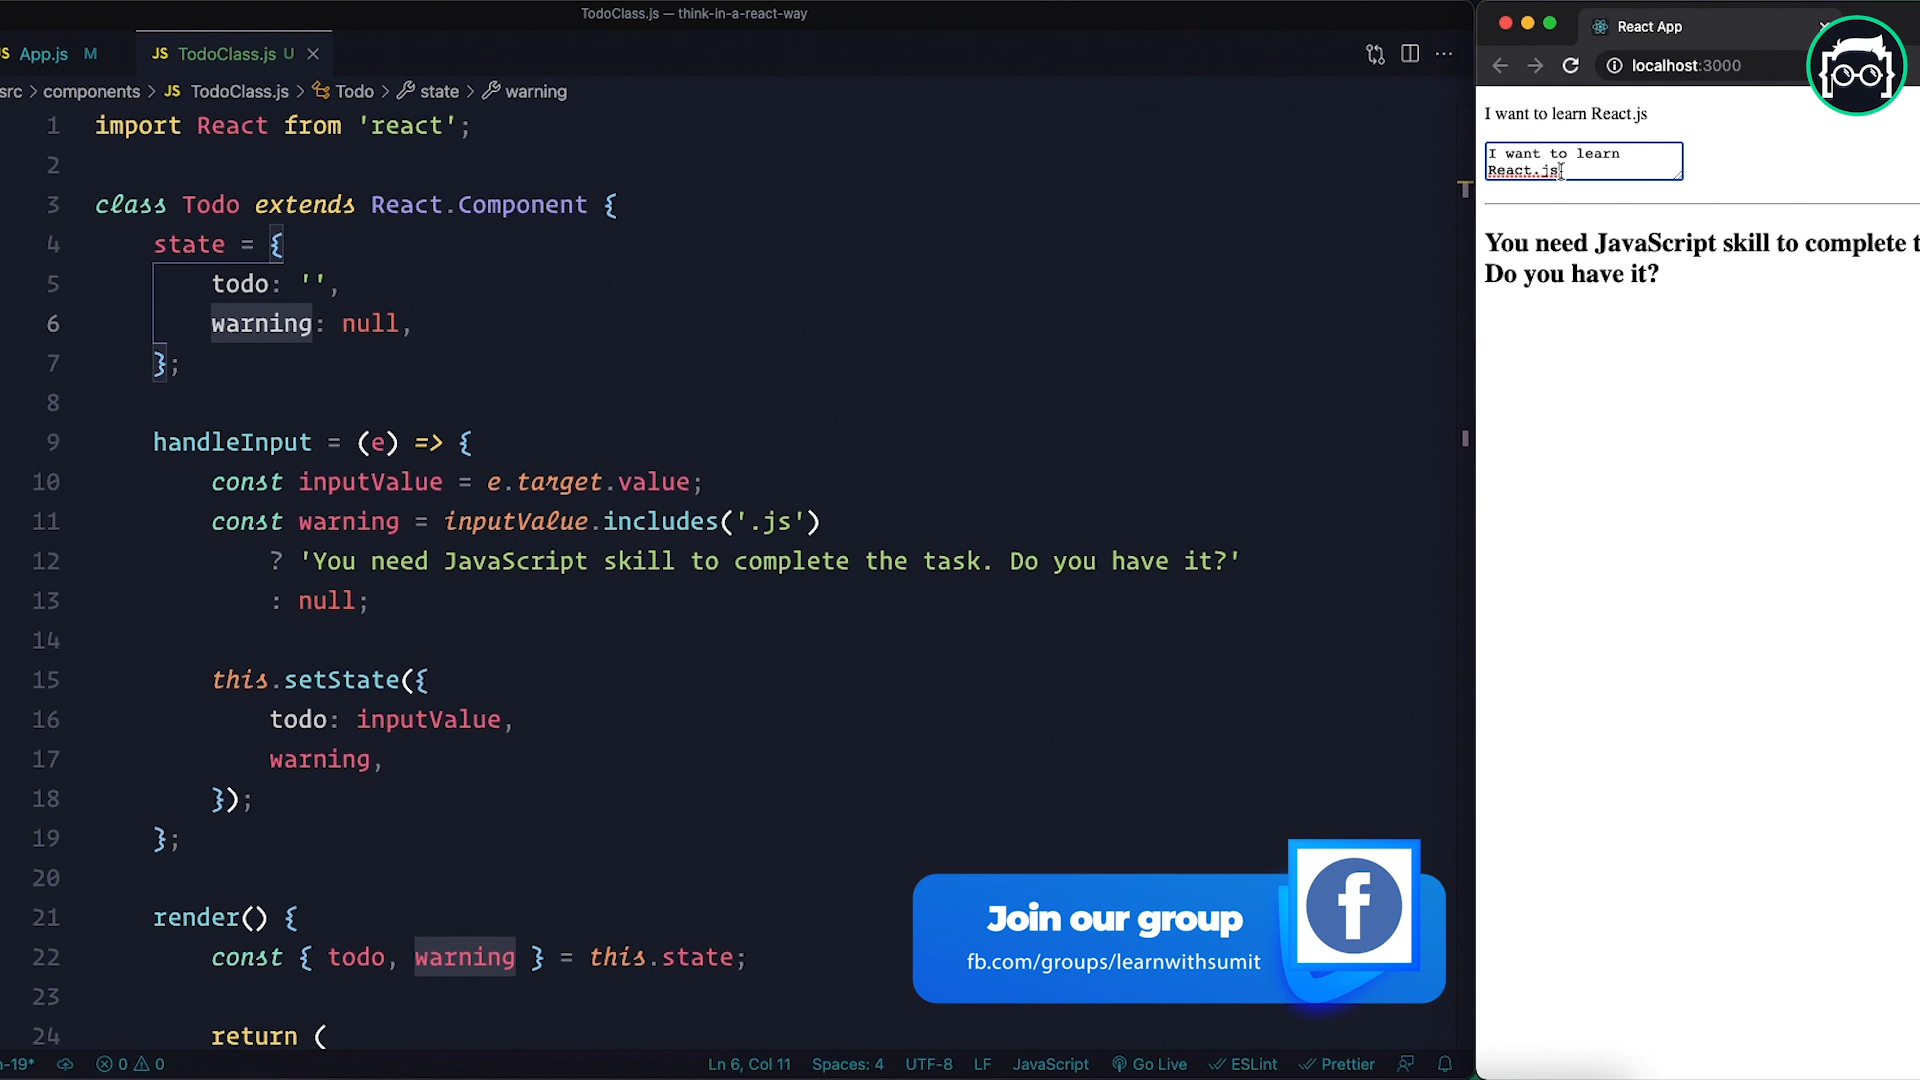 TodoClass.js — think-in-a-react-way
JS App.js M
JS TodoClass.js U
src > components > JS TodoClass.js > Todo > state > warning
1 import React from 'react';
2
3 class Todo extends React.Component {
4 state = {
5 todo: '',
6 warning: null,
7 };
8
9 handleInput = (e) => {
10 const inputValue = e.target.value;
11 const warning = inputValue.includes('.js')
12 ? 'You need JavaScript skill to complete the task. Do you have it?'
13 : null;
14
15 this.setState({
16 todo: inputValue,
17 warning,
18 });
19 };
20
21 render() {
22 const { todo, warning } = this.state;
23
24 return (
Join our group
fb.com/groups/learnwithsumit
-19* 0 0 Ln 6, Col 11 Spaces: 4 UTF-8 LF JavaScript Go Live ESLint Prettier
React App
localhost:3000
I want to learn React.js
I want to learn
React.js
You need JavaScript skill to complete t
Do you have it?